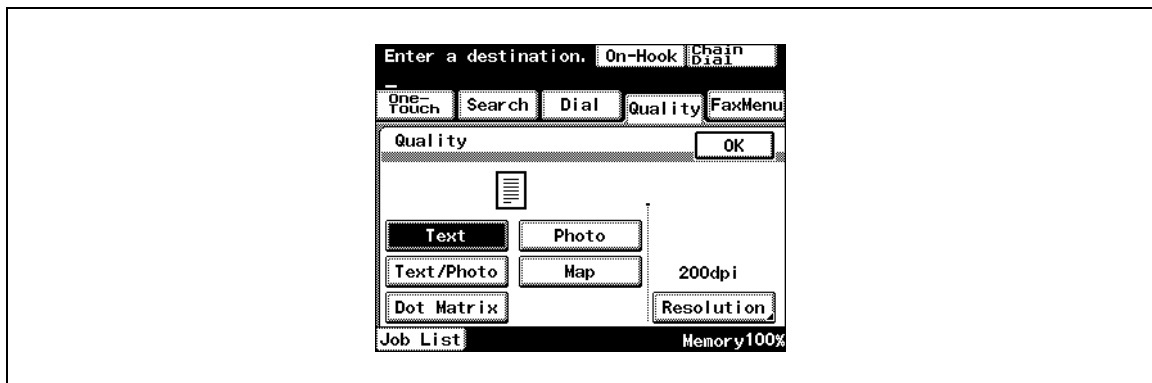 Enter a destination. On-Hook Chain Dial
One-Touch Search Dial Quality FaxMenu
Quality OK
Text Photo
Text/Photo Map 200dpi
Dot Matrix Resolution
Job List Memory100%